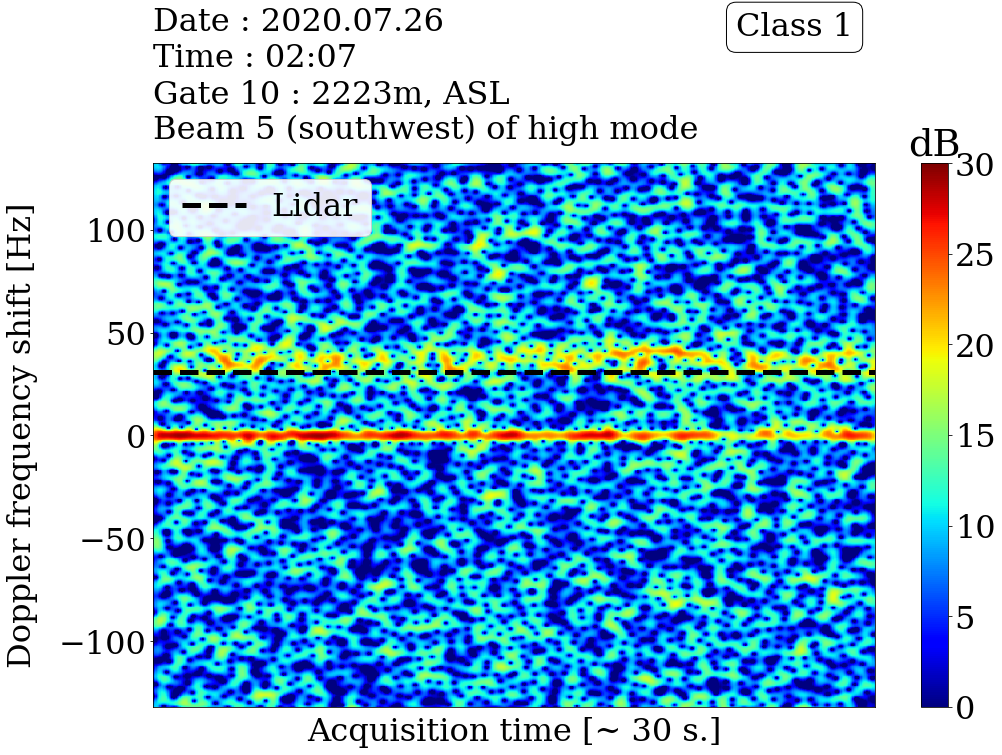 Date : 2020.07.26
Time : 02:07
Gate 10 : 2223m, ASL
Beam 5 (southwest) of high mode
Class 1
dB
Lidar
Doppler frequency shift [Hz]
100
50
0
−50
−100
30
25
20
15
10
5
0
Acquisition time [~ 30 s.]